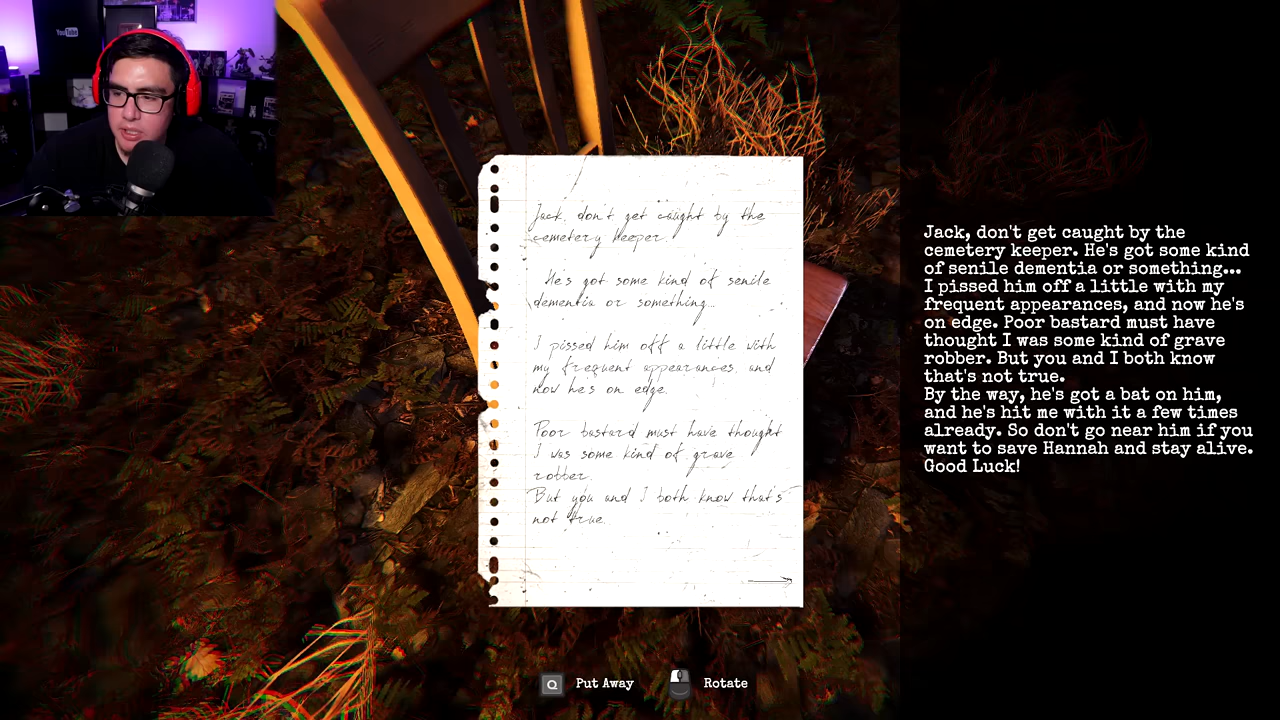 YouTube
Jack, don't get caught by the
cemetery keeper.
He's got some kind of senile
dementia or something...
I pissed him off a little with
my frequent appearances, and
now he's on edge.
Poor bastard must have thought
I was some kind of grave
robber.
But you and I both know that's
not true.
Jack, don't get caught by the
cemetery keeper. He's got some kind
of senile dementia or something...
I pissed him off a little with my
frequent appearances, and now he's
on edge. Poor bastard must have
thought I was some kind of grave
robber. But you and I both know
that's not true.
By the way, he's got a bat on him,
and he's hit me with it a few times
already. So don't go near him if you
want to save Hannah and stay alive.
Good Luck!
Q Put Away Rotate